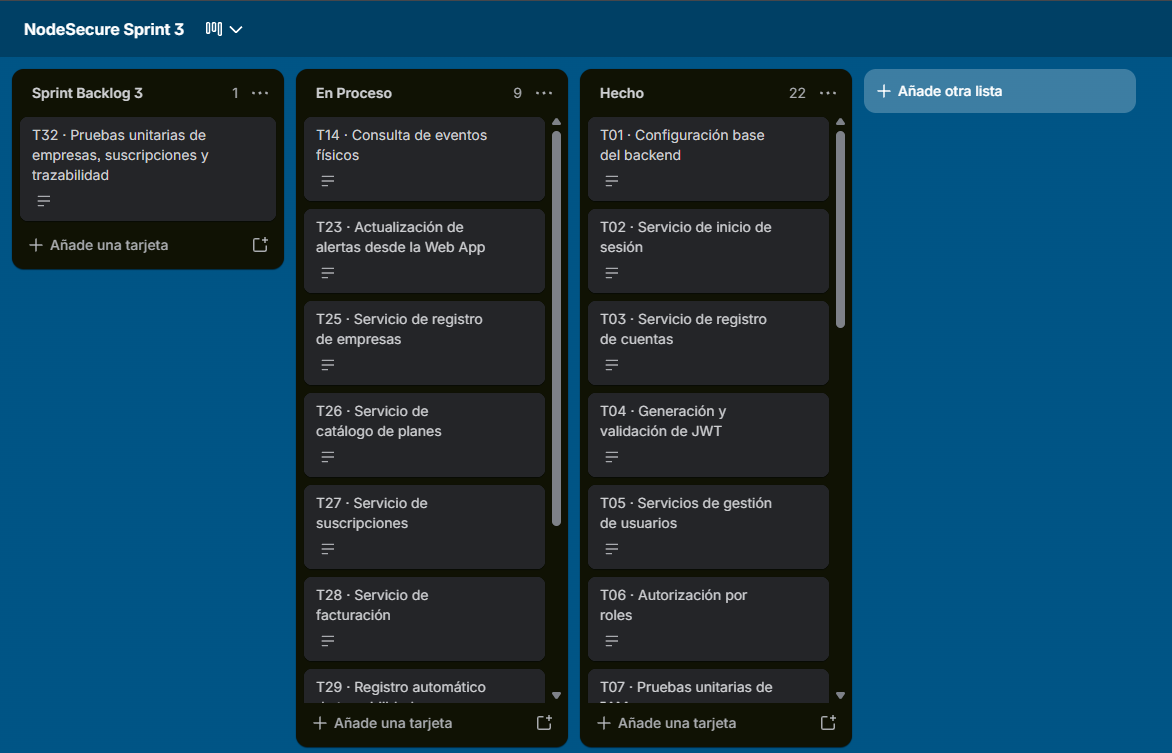 NodeSecure Sprint 3
Sprint Backlog 3
1
T32 · Pruebas unitarias de
empresas, suscripciones y
trazabilidad
Añade una tarjeta
En Proceso
9
T14 · Consulta de eventos
físicos
T23 · Actualización de
alertas desde la Web App
T25 · Servicio de registro
de empresas
T26 · Servicio de
catálogo de planes
T27 · Servicio de
suscripciones
T28 · Servicio de
facturación
T29 · Registro automático
Añade una tarjeta
Hecho
22
T01 · Configuración base
del backend
T02 · Servicio de inicio de
sesión
T03 · Servicio de registro
de cuentas
T04 · Generación y
validación de JWT
T05 · Servicios de gestión
de usuarios
T06 · Autorización por
roles
T07 · Pruebas unitarias de
Añade una tarjeta
Añade otra lista